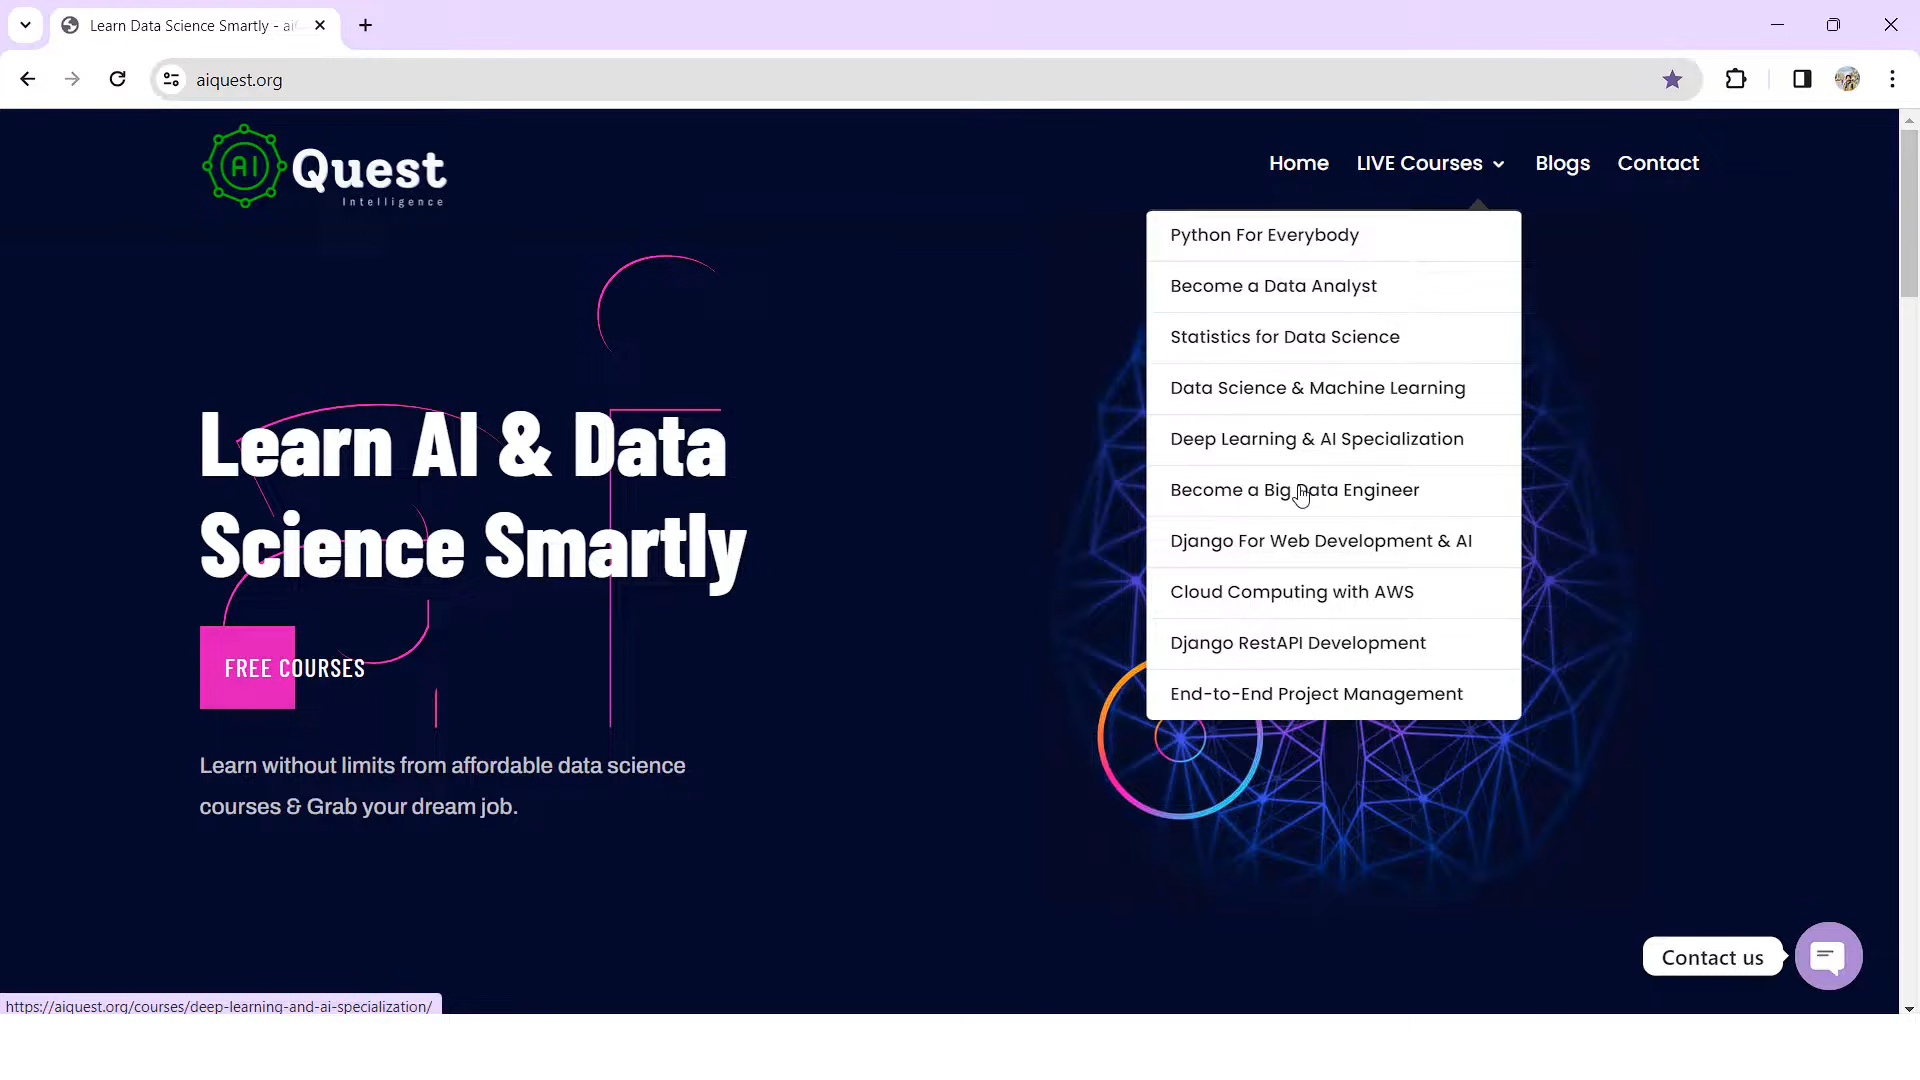 Learn Data Science Smartly - ai
aiquest.org
AI Quest
Intelligence
Home LIVE Courses Blogs Contact
Python For Everybody
Become a Data Analyst
Statistics for Data Science
Data Science & Machine Learning
Deep Learning & AI Specialization
Become a Big Data Engineer
Django For Web Development & AI
Cloud Computing with AWS
Django RestAPI Development
End-to-End Project Management
Learn AI & Data
Science Smartly
FREE COURSES
Learn without limits from affordable data science
courses & Grab your dream job.
Contact us
https://aiquest.org/courses/deep-learning-and-ai-specialization/